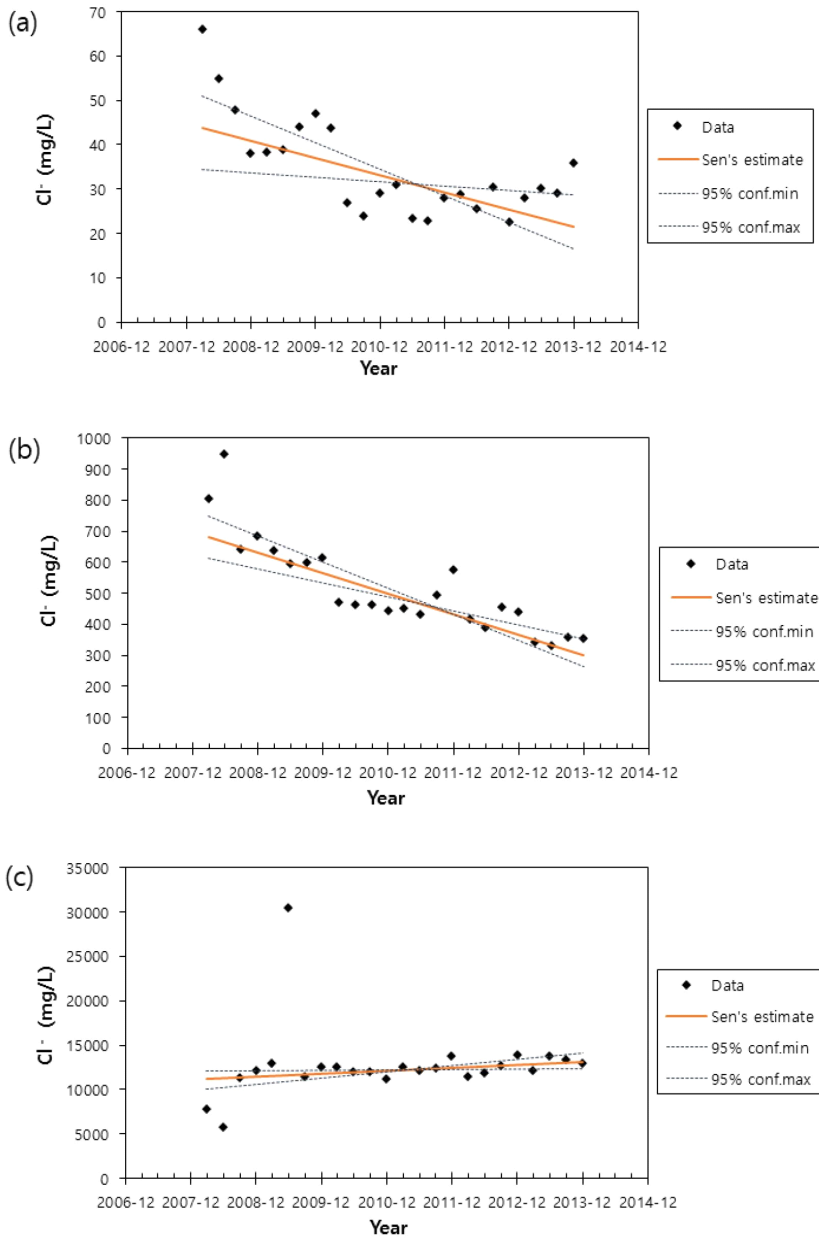 (a)
70
60
50
40
30
20
10
0
Cl⁻ (mg/L)
2006-12 2007-12 2008-12 2009-12 2010-12 2011-12 2012-12 2013-12 2014-12
Year
Data
Sen's estimate
95% conf.min
95% conf.max
(b)
1000
900
800
700
600
500
400
300
200
100
0
Cl⁻ (mg/L)
2006-12 2007-12 2008-12 2009-12 2010-12 2011-12 2012-12 2013-12 2014-12
Year
Data
Sen's estimate
95% conf.min
95% conf.max
(c)
35000
30000
25000
20000
15000
10000
5000
0
Cl⁻ (mg/L)
2006-12 2007-12 2008-12 2009-12 2010-12 2011-12 2012-12 2013-12 2014-12
Year
Data
Sen's estimate
95% conf.min
95% conf.max